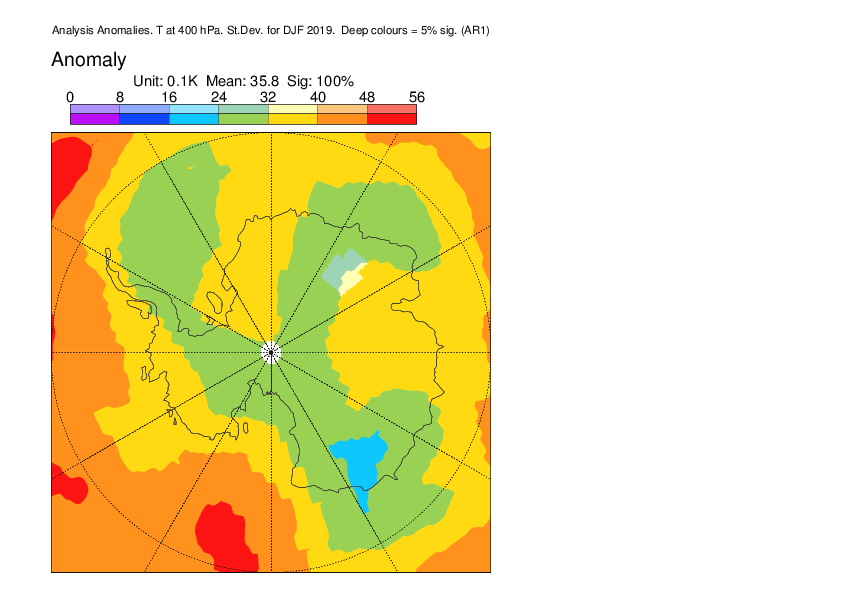 Analysis Anomalies. T at 400 hPa. St.Dev. for DJF 2019.  Deep colours = 5% sig. (AR1)
Anomaly
Unit: 0.1K  Mean: 35.8  Sig: 100%
0 8 16 24 32 40 48 56